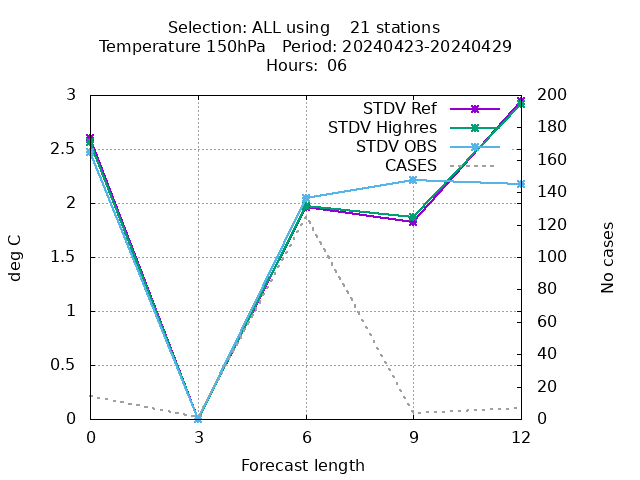 Selection: ALL using    21 stations
Temperature 150hPa   Period: 20240423-20240429
Hours: 06
STDV Ref
STDV Highres
STDV OBS
CASES
3
2.5
2
1.5
1
0.5
0
200
180
160
140
120
100
80
60
40
20
0
deg C
No cases
0 3 6 9 12
Forecast length